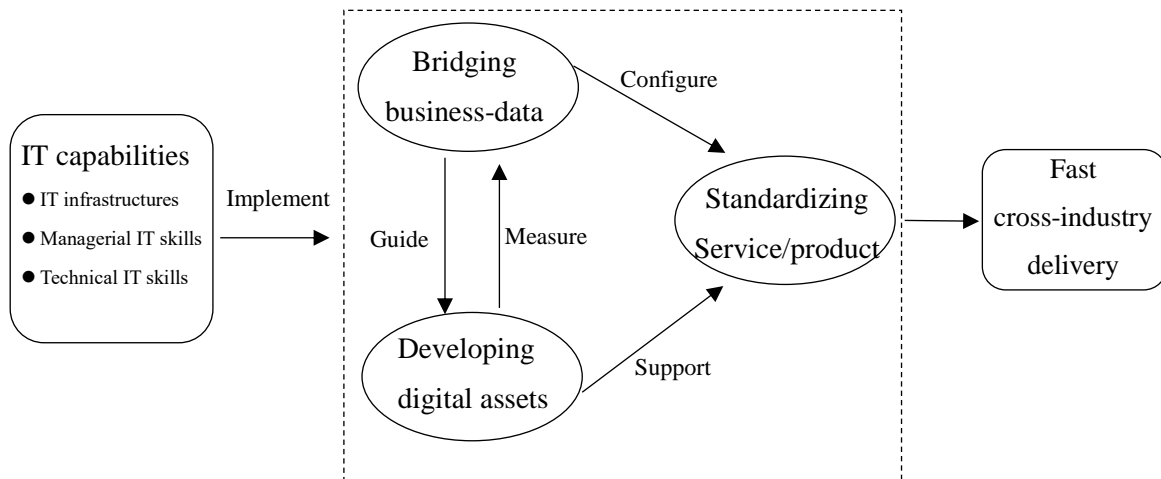 IT capabilities
● IT infrastructures
● Managerial IT skills
● Technical IT skills
Implement
Bridging
business-data
Configure
Guide
Measure
Standardizing
Service/product
Developing
digital assets
Support
Fast
cross-industry
delivery